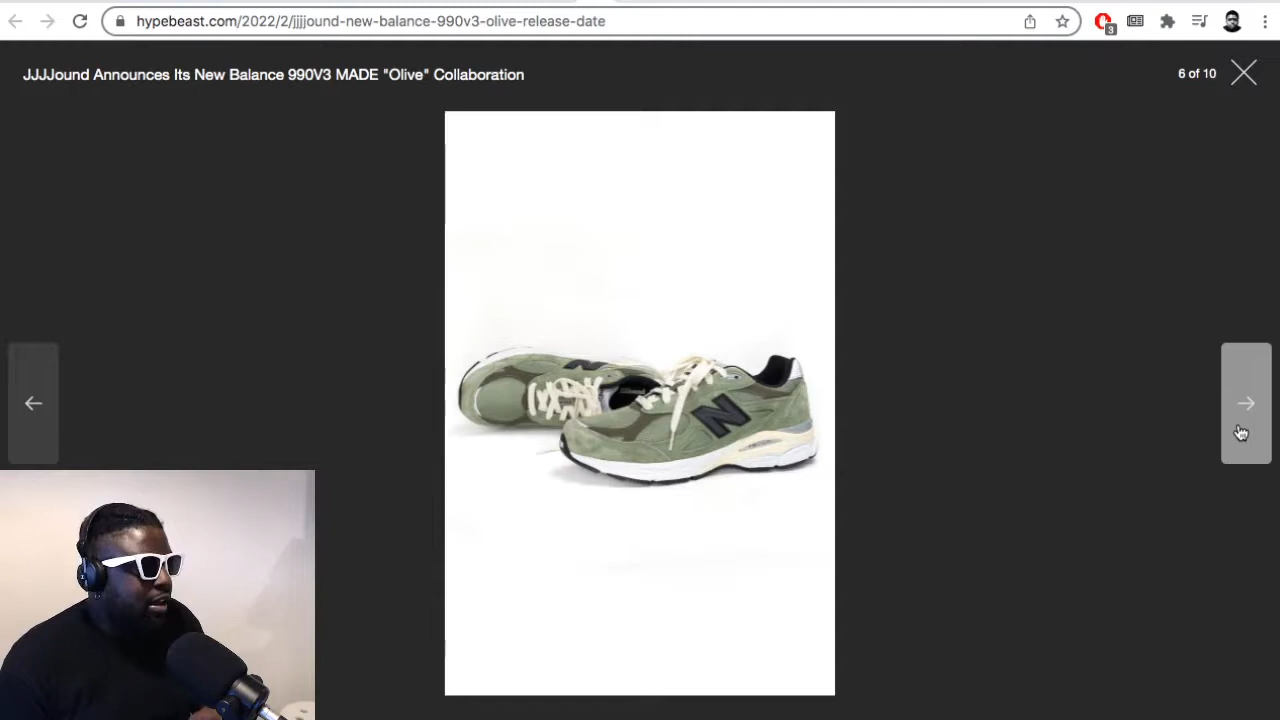 hypebeast.com/2022/2/jjjjound-new-balance-990v3-olive-release-date
3
JJJJound Announces Its New Balance 990V3 MADE "Olive" Collaboration
6 of 10
N